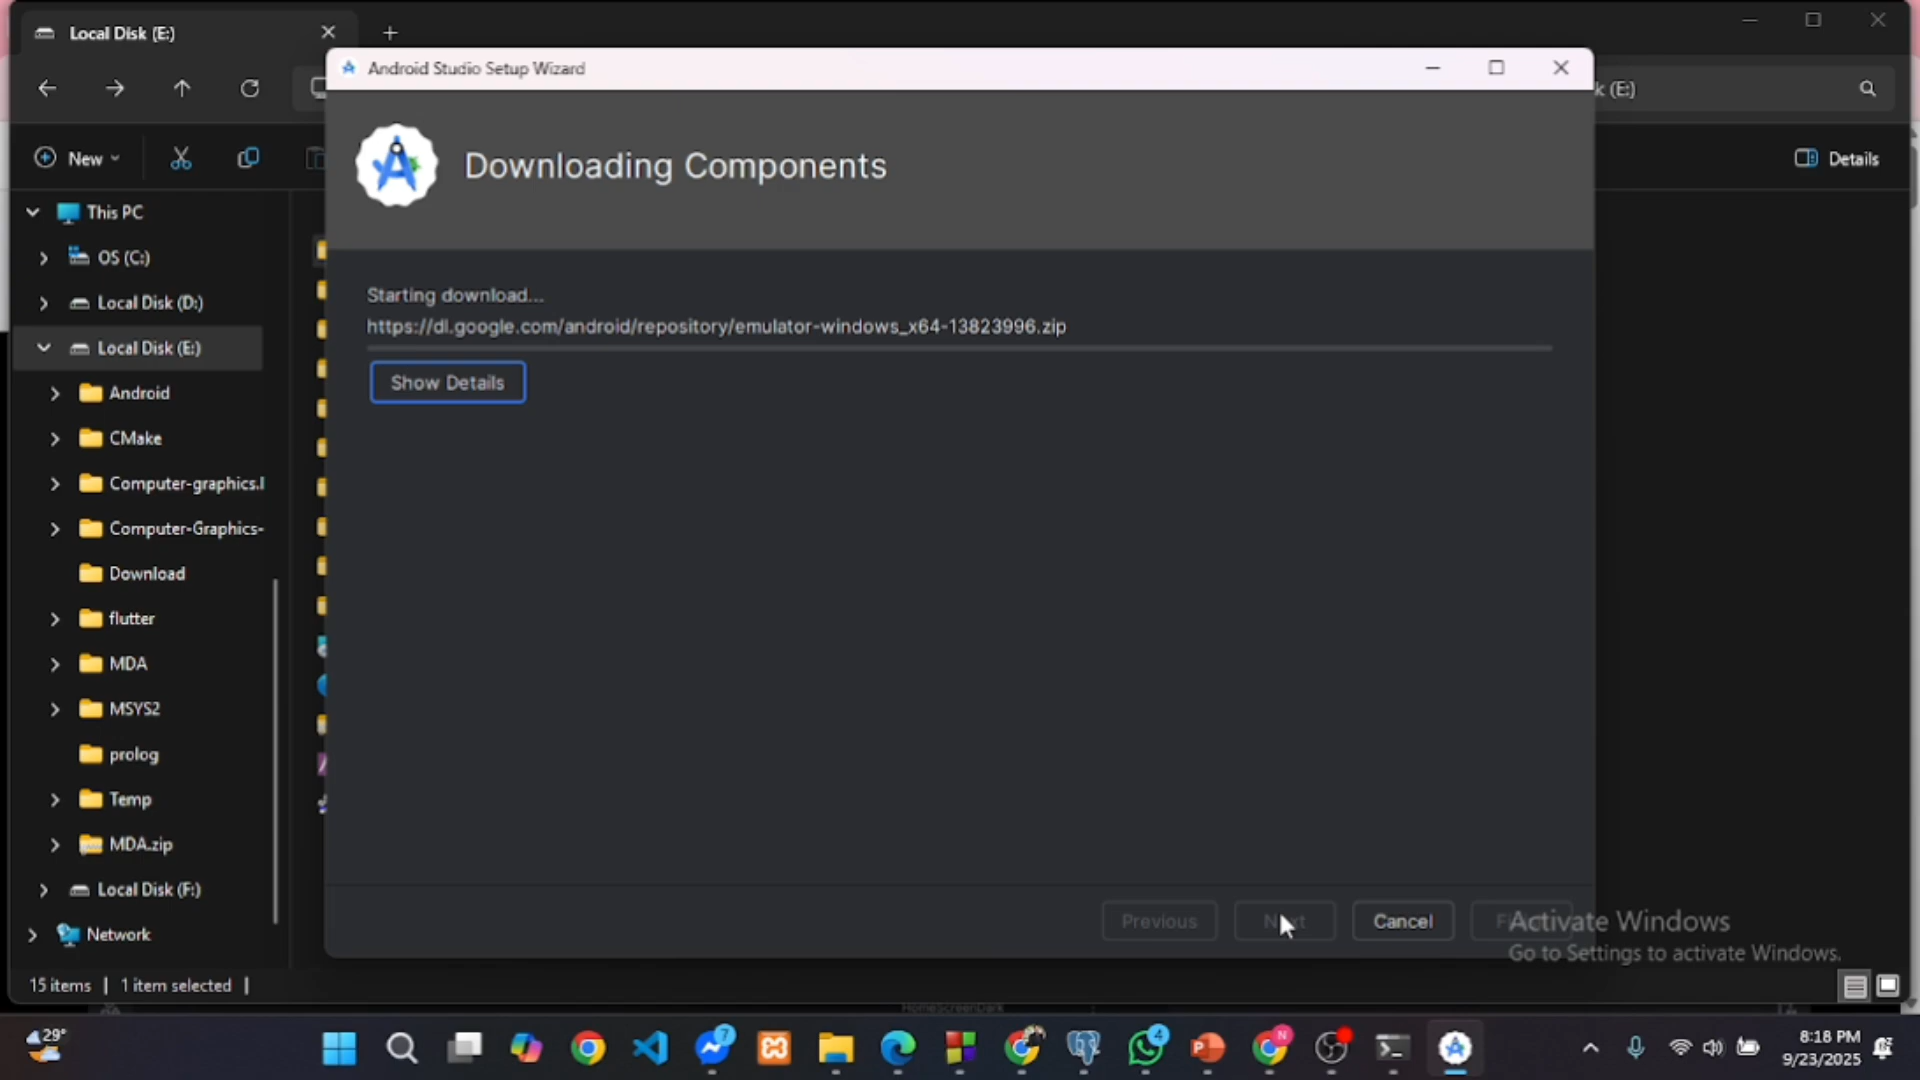 Local Disk (E:)
Android Studio Setup Wizard
k (E:)
New
Details
Downloading Components
This PC
OS (C:)
Local Disk (D:)
Local Disk (E:)
Android
CMake
Computer-graphics.l
Computer-Graphics-
Download
flutter
MDA
MSYS2
prolog
Temp
MDA.zip
Local Disk (F:)
Network
Starting download...
https://dl.google.com/android/repository/emulator-windows_x64-13823996.zip
Show Details
Previous
Cancel
Activate Windows
Go to Settings to activate Windows.
15 items
1 item selected
HomeScreenDark
29°
7
4
N
8:18 PM
9/23/2025